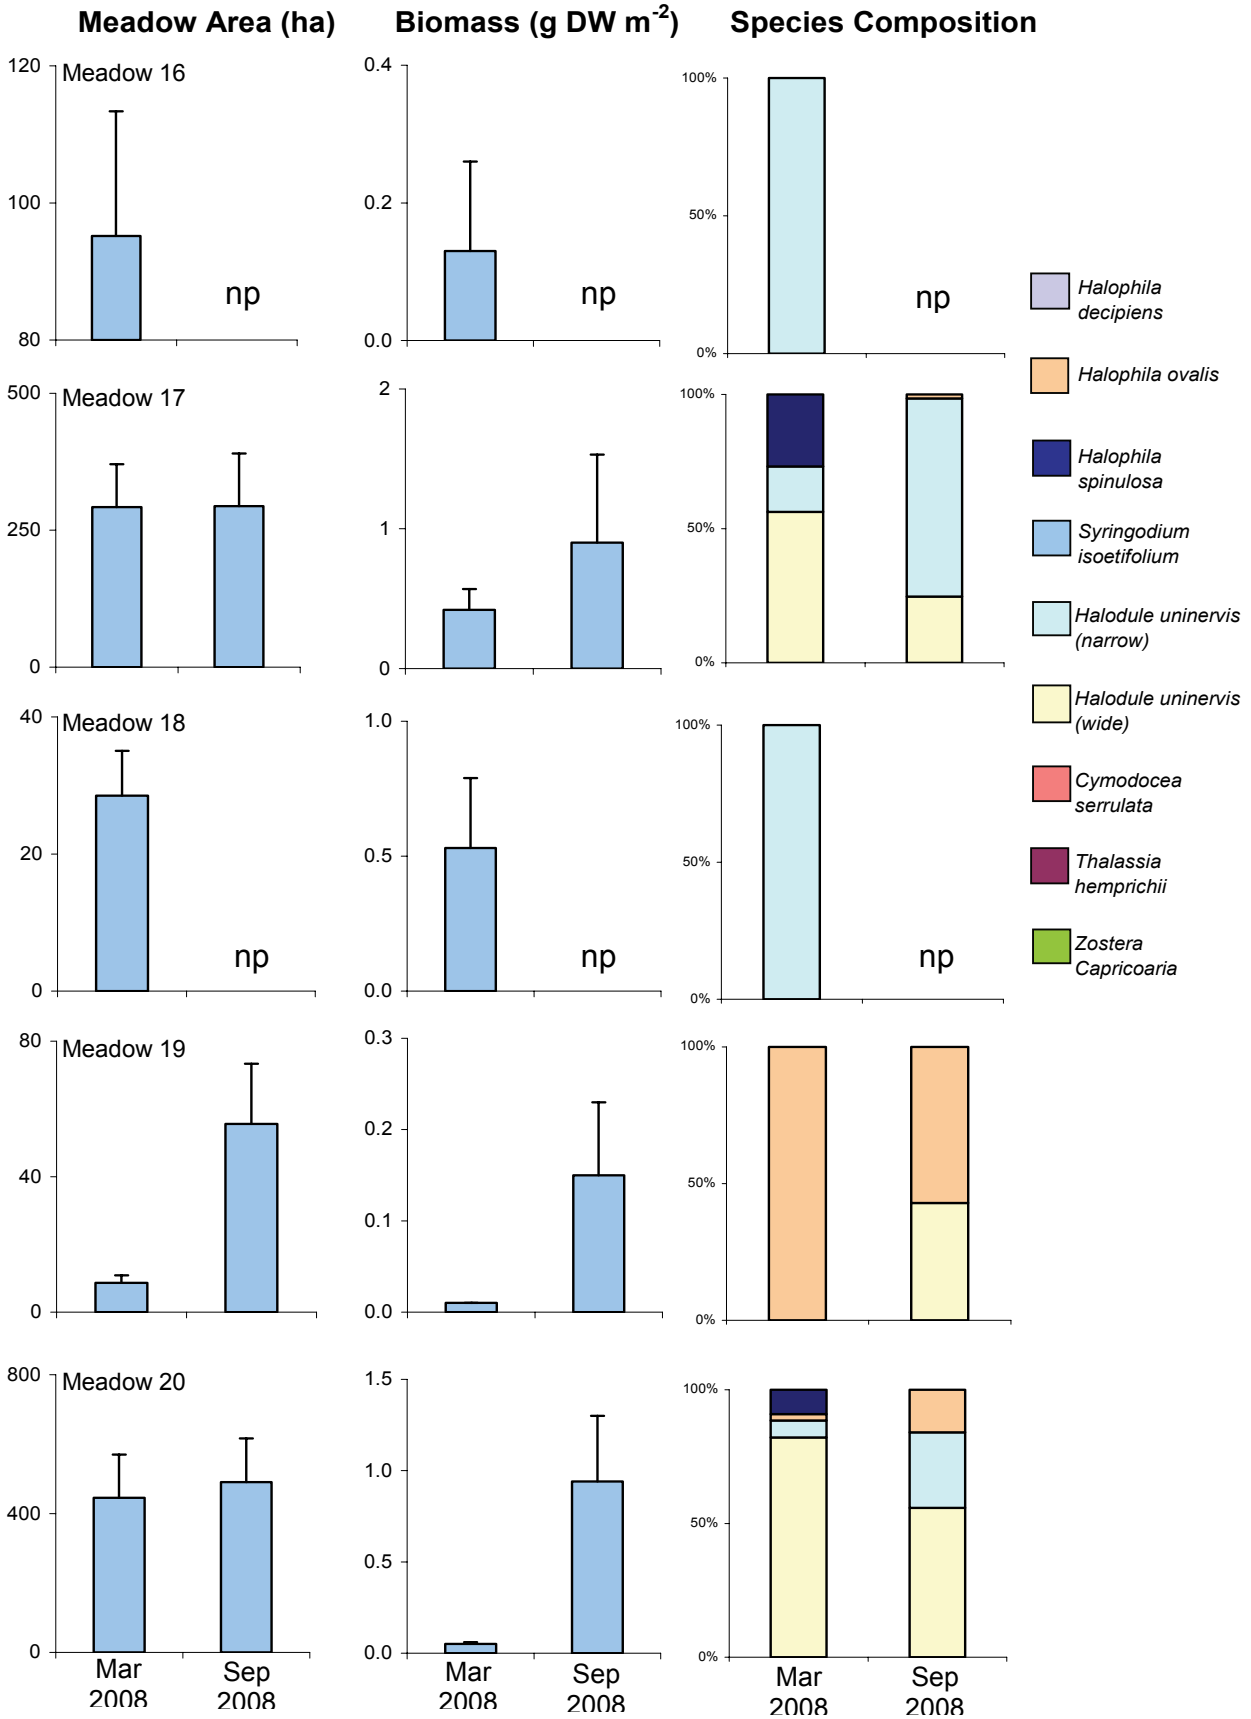 Meadow Area (ha) Biomass (g DW m⁻²) Species Composition
120 Meadow 16
100
80
np
0.4
0.2
0.0
np
100%
50%
0%
np
500 Meadow 17
250
0
2
1
0
100%
50%
0%
40 Meadow 18
20
0
np
1.0
0.5
0.0
np
100%
50%
0%
np
80 Meadow 19
40
0
0.3
0.2
0.1
0.0
100%
50%
0%
800 Meadow 20
400
0
1.5
1.0
0.5
0.0
100%
50%
0%
Mar Sep Mar Sep Mar Sep
2008 2008 2008 2008 2008 2008
Halophila
decipiens
Halophila ovalis
Halophila
spinulosa
Syringodium
isoetifolium
Halodule uninervis
(narrow)
Halodule uninervis
(wide)
Cymodocea
serrulata
Thalassia
hemprichii
Zostera
Capricoaria